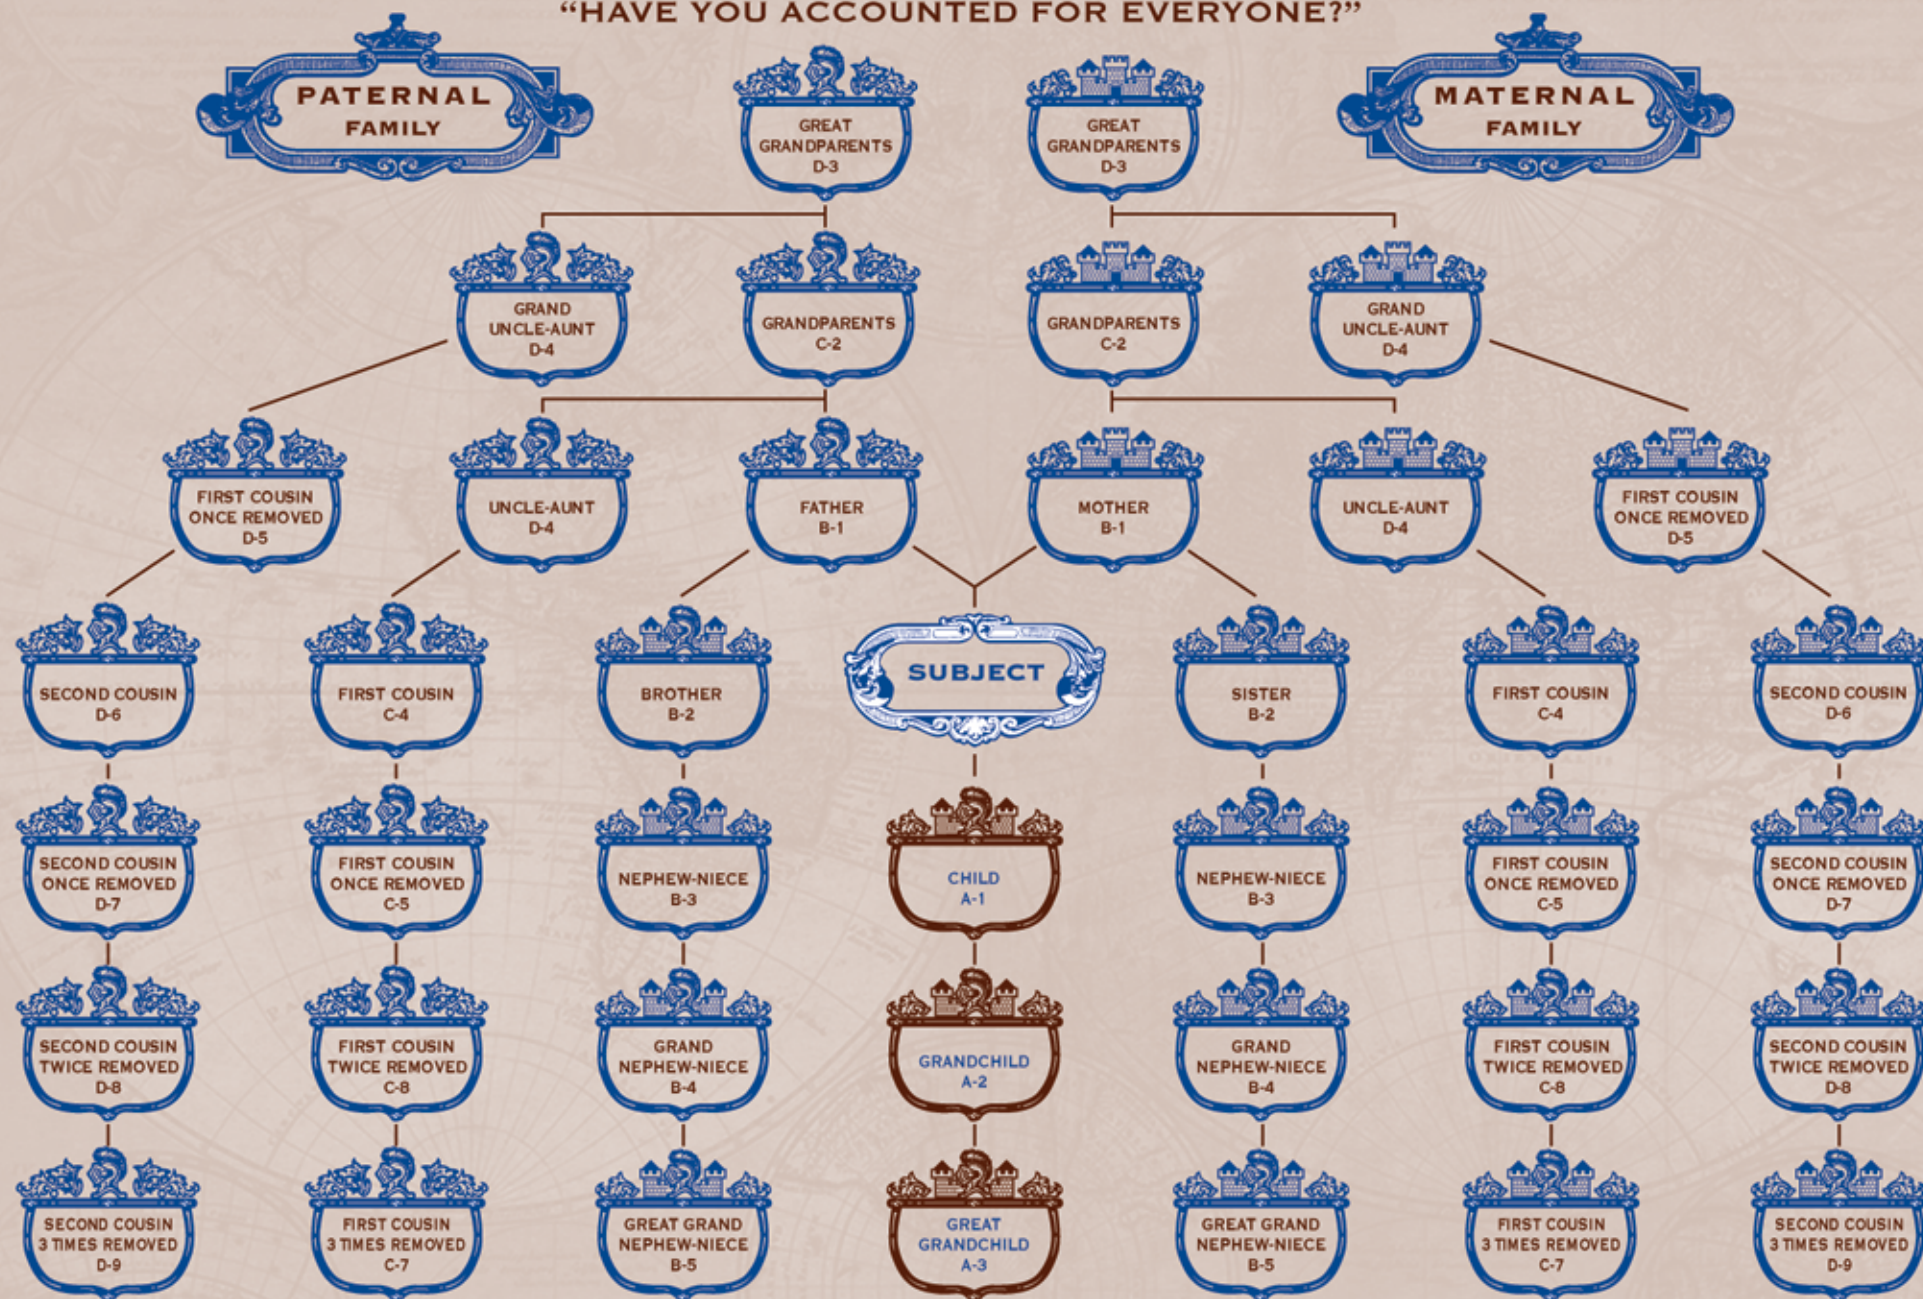 “HAVE YOU ACCOUNTED FOR EVERYONE?”
PATERNAL
FAMILY
GREAT
GRANDPARENTS
D-3
GREAT
GRANDPARENTS
D-3
MATERNAL
FAMILY
GRAND
UNCLE-AUNT
D-4
GRANDPARENTS
C-2
GRANDPARENTS
C-2
GRAND
UNCLE-AUNT
D-4
FIRST COUSIN
ONCE REMOVED
D-5
UNCLE-AUNT
D-4
FATHER
B-1
MOTHER
B-1
UNCLE-AUNT
D-4
FIRST COUSIN
ONCE REMOVED
D-5
SECOND COUSIN
D-6
FIRST COUSIN
C-4
BROTHER
B-2
SUBJECT
SISTER
B-2
FIRST COUSIN
C-4
SECOND COUSIN
D-6
SECOND COUSIN
ONCE REMOVED
D-7
FIRST COUSIN
ONCE REMOVED
C-5
NEPHEW-NIECE
B-3
CHILD
A-1
NEPHEW-NIECE
B-3
FIRST COUSIN
ONCE REMOVED
C-5
SECOND COUSIN
ONCE REMOVED
D-7
SECOND COUSIN
TWICE REMOVED
D-8
FIRST COUSIN
TWICE REMOVED
C-8
GRAND
NEPHEW-NIECE
B-4
GRANDCHILD
A-2
GRAND
NEPHEW-NIECE
B-4
FIRST COUSIN
TWICE REMOVED
C-8
SECOND COUSIN
TWICE REMOVED
D-8
SECOND COUSIN
3 TIMES REMOVED
D-9
FIRST COUSIN
3 TIMES REMOVED
C-7
GREAT GRAND
NEPHEW-NIECE
B-5
GREAT
GRANDCHILD
A-3
GREAT GRAND
NEPHEW-NIECE
B-5
FIRST COUSIN
3 TIMES REMOVED
C-7
SECOND COUSIN
3 TIMES REMOVED
D-9